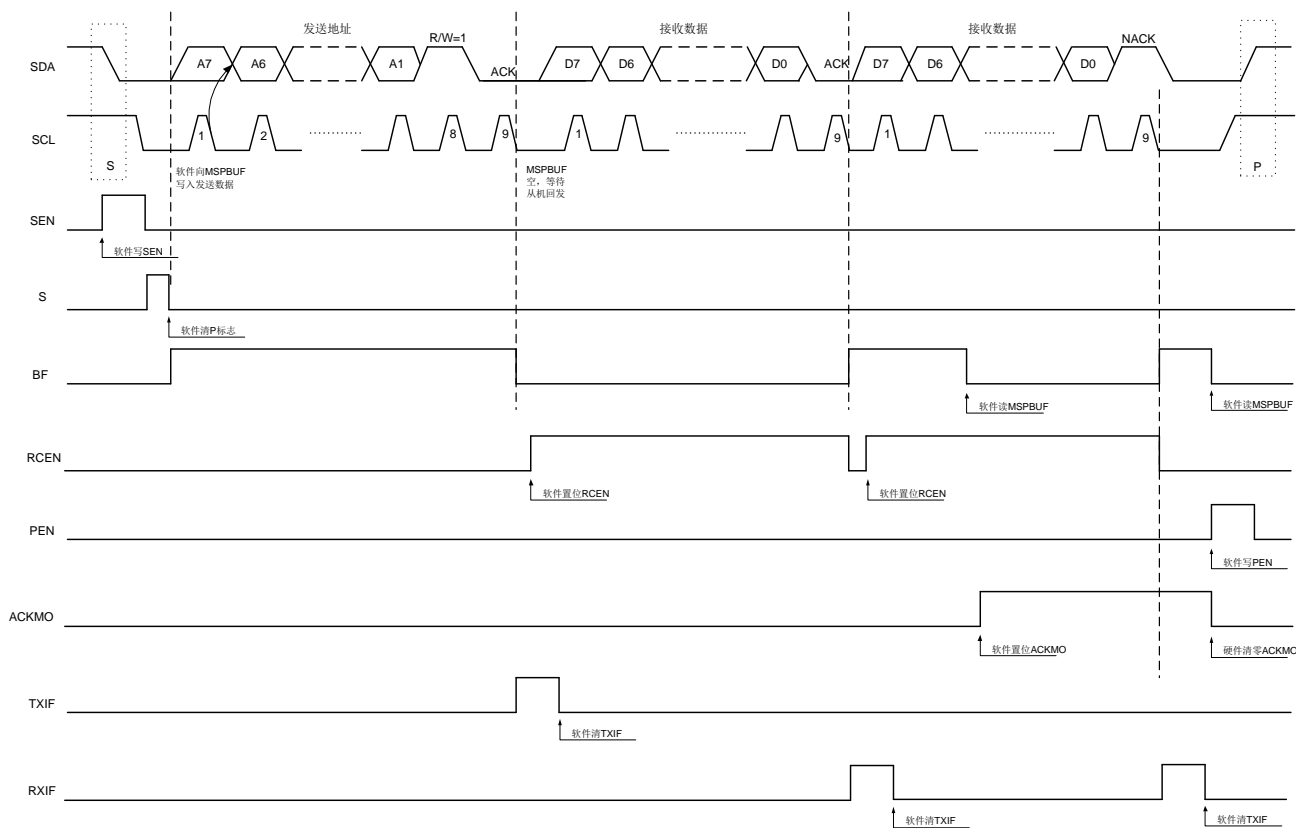 发送地址
接收数据
接收数据
SDA
A7
A6
A1
R/W=1
ACK
D7
D6
D0
ACK
D7
D6
D0
NACK
SCL
1
2
8
9
1
9
1
9
S
P
软件向MSPBUF
写入发送数据
MSPBUF
空，等待
从机回发
SEN
软件写SEN
S
软件清P标志
BF
软件读MSPBUF
软件读MSPBUF
RCEN
软件置位RCEN
软件置位RCEN
PEN
软件写PEN
ACKMO
软件置位ACKMO
硬件清零ACKMO
TXIF
软件清TXIF
RXIF
软件清TXIF
软件清TXIF